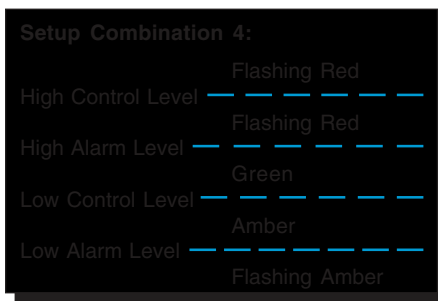 Setup Combination 4:
Flashing Red
High Control Level
Flashing Red
High Alarm Level
Green
Low Control Level
Amber
Low Alarm Level
Flashing Amber